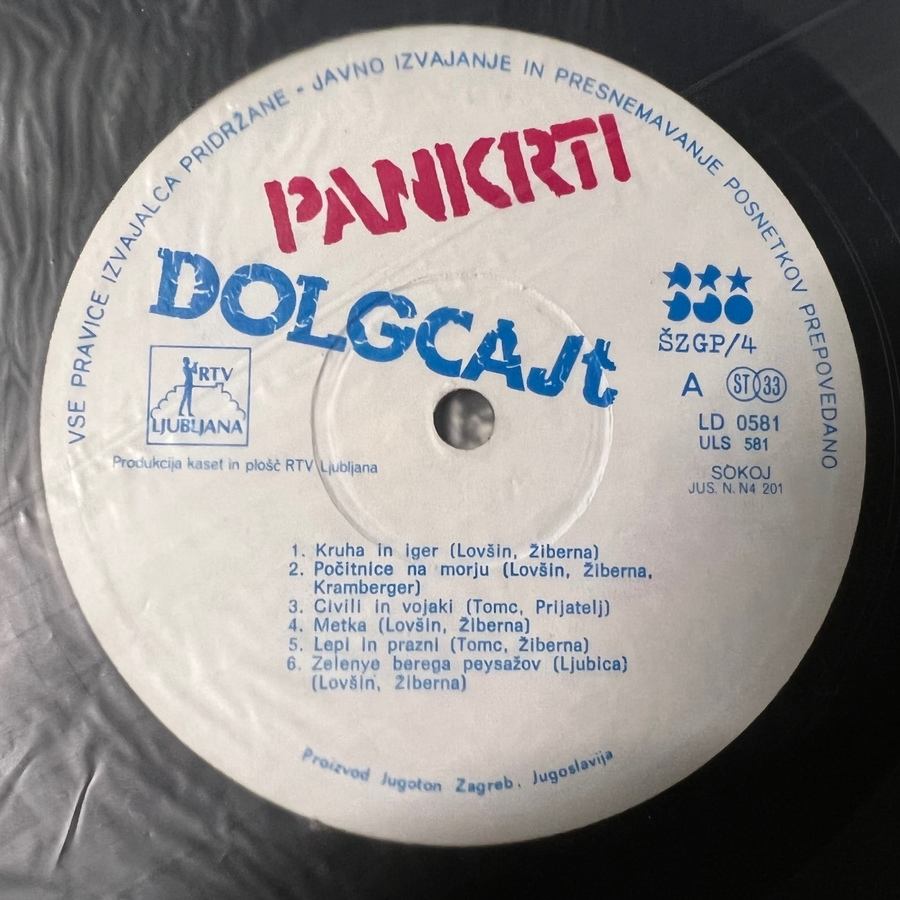 VSE PRAVICE IZVAJALCA PRIDRŽANE - JAVNO IZVAJANJE IN PRESNEMAVANJE POSNETKOV PREPOVEDANO
PANKRTI
DOLGCAJt
RTV
LJUBLJANA
Produkcija kaset in plošč RTV Ljubljana
ŠZGP/4
A ST 33
LD 0581
ULS 581
SOKOJ
JUS. N. N4 201
1. Kruha in iger (Lovšin, Žiberna)
2. Počitnice na morju (Lovšin, Žiberna,
Kramberger)
3. Civili in vojaki (Tomc, Prijatelj)
4. Metka (Lovšin, Žiberna)
5. Lepi in prazni (Tomc, Žiberna)
6. Zelenye berega peysažov (Ljubica)
(Lovšin, Žiberna)
Proizvod Jugoton Zagreb, Jugoslavija